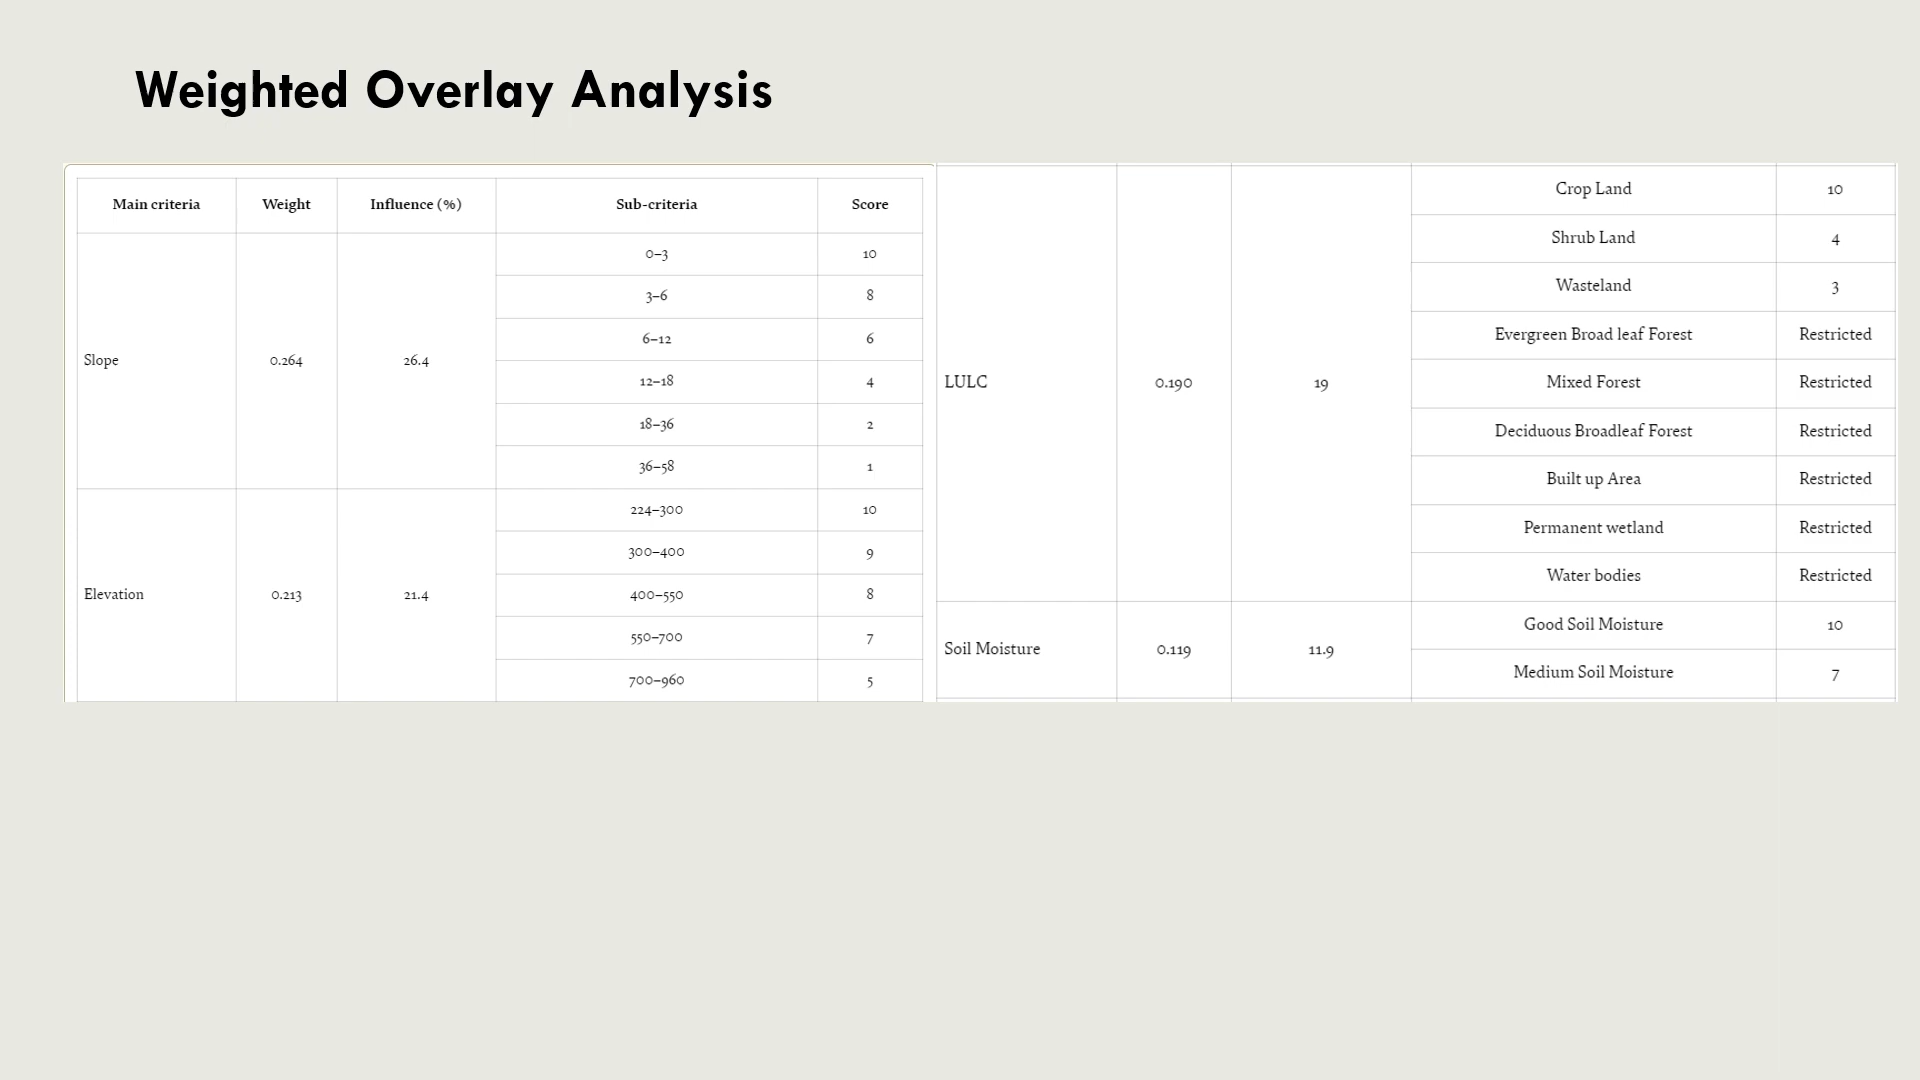 Weighted Overlay Analysis
Main criteria Weight Influence (%) Sub-criteria Score
Slope 0.264 26.4 0–3 10
3–6 8
6–12 6
12–18 4
18–36 2
36–58 1
Elevation 0.213 21.4 224–300 10
300–400 9
400–550 8
550–700 7
700–960 5
LULC 0.190 19 Crop Land 10
Shrub Land 4
Wasteland 3
Evergreen Broad leaf Forest Restricted
Mixed Forest Restricted
Deciduous Broadleaf Forest Restricted
Built up Area Restricted
Permanent wetland Restricted
Water bodies Restricted
Soil Moisture 0.119 11.9 Good Soil Moisture 10
Medium Soil Moisture 7